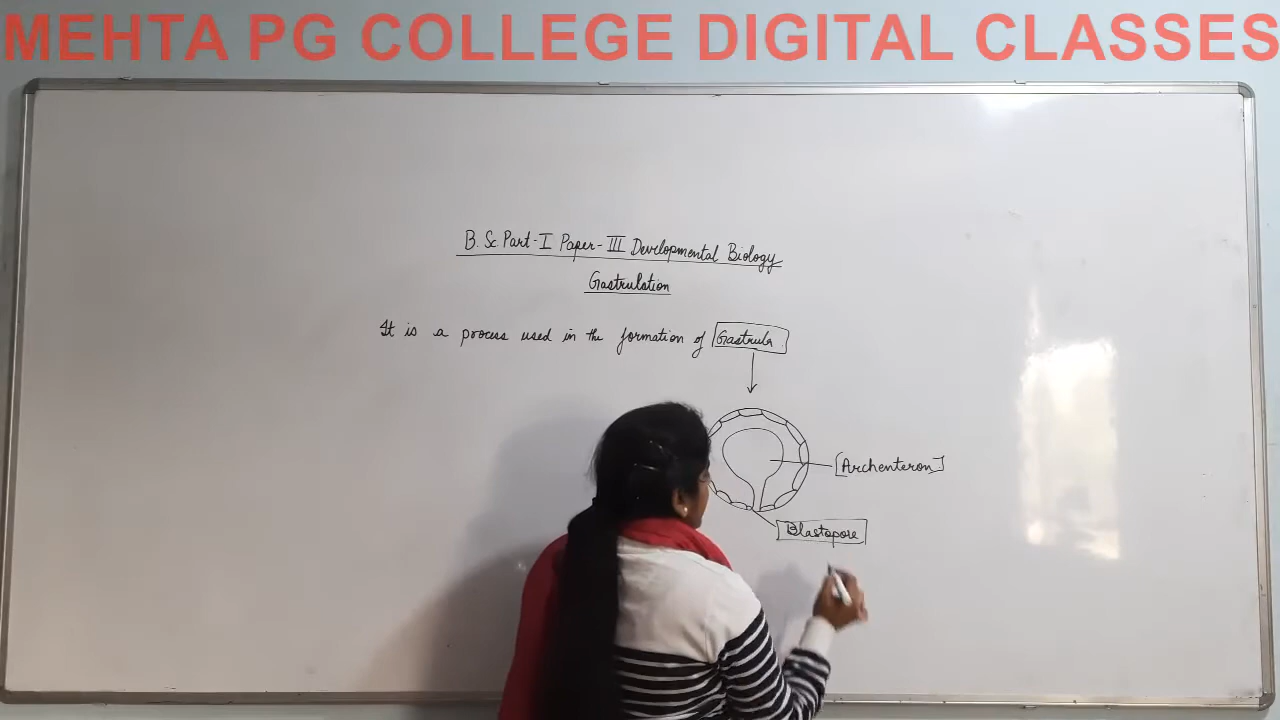 MEHTA PG COLLEGE DIGITAL CLASSES
B. Sc Part-I Paper-III Developmental Biology
Gastrulation
It is a process used in the formation of Gastrula
[Archenteron]
Blastopore